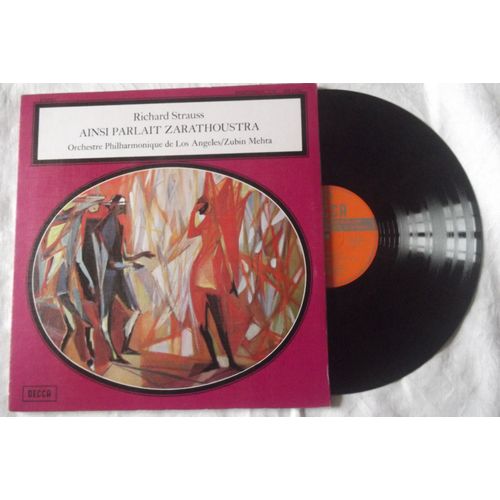 Richard Strauss
AINSI PARLAIT ZARATHOUSTRA
Orchestre Philharmonique de Los Angeles/Zubin Mehta
DECCA